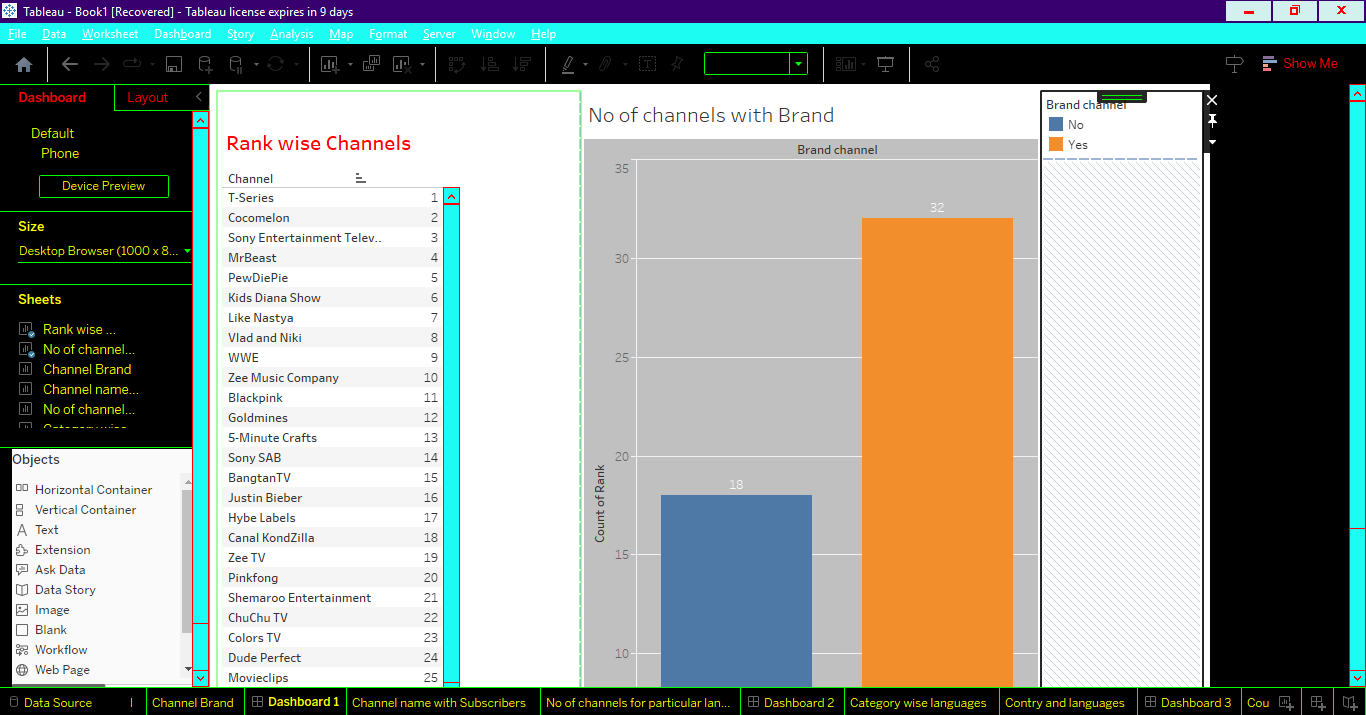 Tableau - Book1 [Recovered] - Tableau license expires in 9 days
File Data Worksheet Dashboard Story Analysis Map Format Server Window Help
Show Me
Dashboard Layout
Default
Phone
Device Preview
Size
Desktop Browser (1000 x 8...
Sheets
Rank wise ...
No of channel...
Channel Brand
Channel name...
No of channel...
Objects
Horizontal Container
Vertical Container
Text
Extension
Ask Data
Data Story
Image
Blank
Workflow
Web Page
Rank wise Channels
Channel
T-Series 1
Cocomelon 2
Sony Entertainment Telev.. 3
MrBeast 4
PewDiePie 5
Kids Diana Show 6
Like Nastya 7
Vlad and Niki 8
WWE 9
Zee Music Company 10
Blackpink 11
Goldmines 12
5-Minute Crafts 13
Sony SAB 14
BangtanTV 15
Justin Bieber 16
Hybe Labels 17
Canal KondZilla 18
Zee TV 19
Pinkfong 20
Shemaroo Entertainment 21
ChuChu TV 22
Colors TV 23
Dude Perfect 24
Movieclips 25
No of channels with Brand
Brand channel
35
30
25
20
15
10
Count of Rank
18
32
Brand channel
No
Yes
Data Source Channel Brand Dashboard 1 Channel name with Subscribers No of channels for particular lan... Dashboard 2 Category wise languages Contry and languages Dashboard 3 Cou